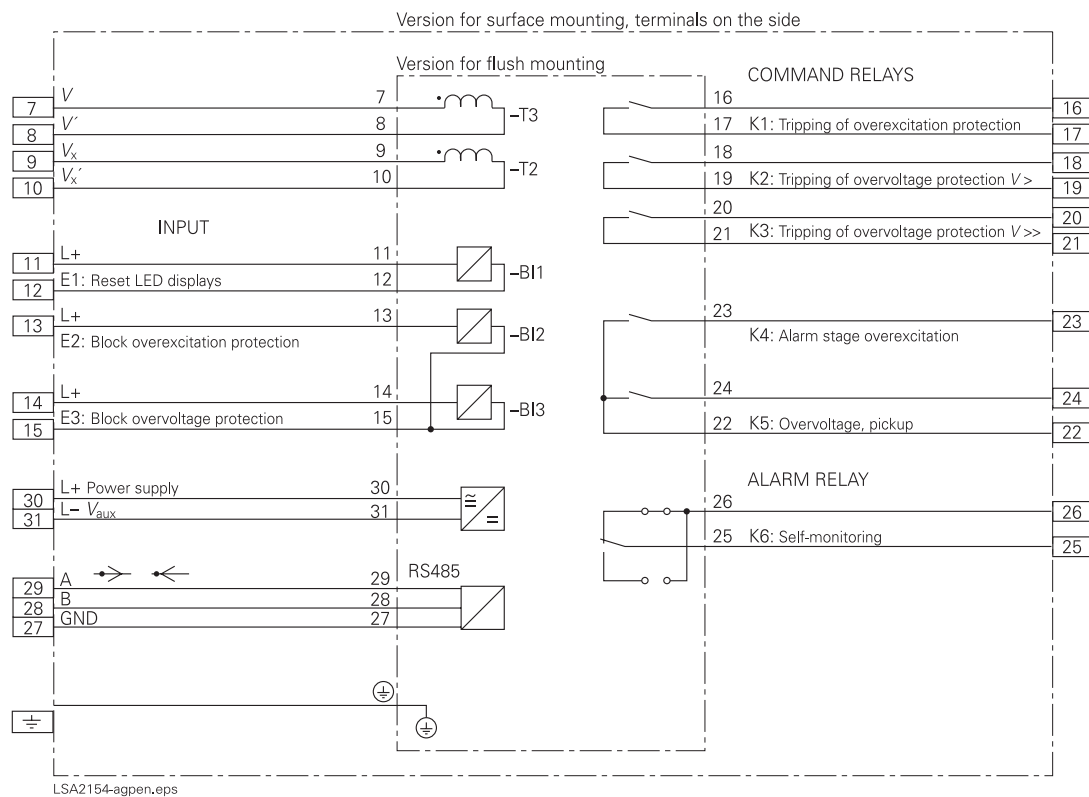 Version for surface mounting, terminals on the side
Version for flush mounting
COMMAND RELAYS
7 V 7
8 V´ 8 –T3
9 Vx 9
10 Vx´ 10 –T2
INPUT
11 L+ 11
12 E1: Reset LED displays 12 –BI1
13 L+ 13
E2: Block overexcitation protection –BI2
14 L+ 14
15 E3: Block overvoltage protection 15 –BI3
30 L+ Power supply 30
31 L– Vaux 31
≅
=
29 A 29 RS485
28 B 28
27 GND 27
16 16
17 K1: Tripping of overexcitation protection 17
18 18
19 K2: Tripping of overvoltage protection V > 19
20 20
21 K3: Tripping of overvoltage protection V >> 21
23 23
K4: Alarm stage overexcitation
24 24
22 K5: Overvoltage, pickup 22
ALARM RELAY
26 26
25 K6: Self-monitoring 25
LSA2154-agpen.eps